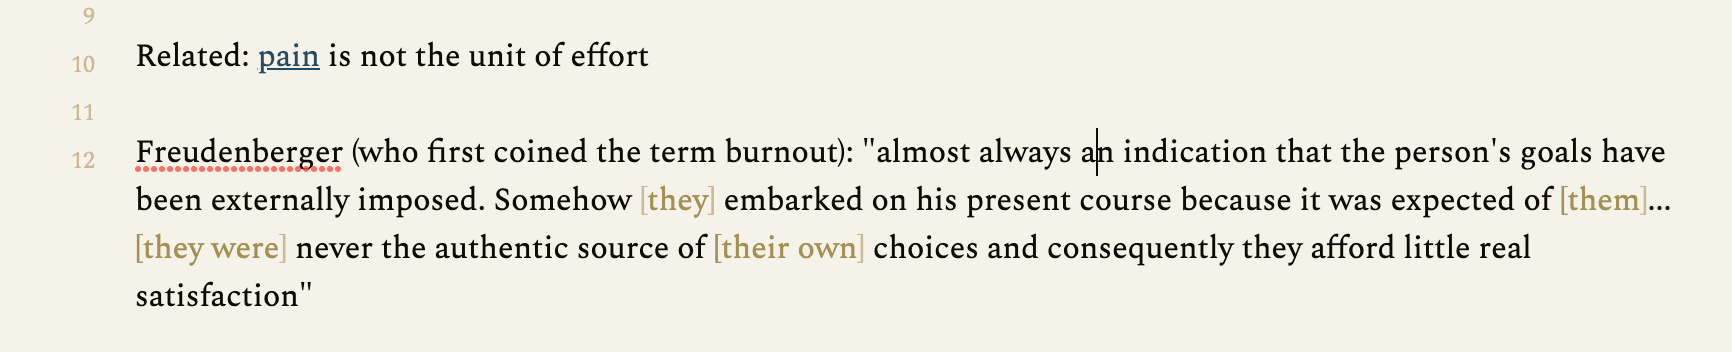 9
10 Related: pain is not the unit of effort
11
12 Freudenberger (who first coined the term burnout): "almost always an indication that the person's goals have
been externally imposed. Somehow [they] embarked on his present course because it was expected of [them]...
[they were] never the authentic source of [their own] choices and consequently they afford little real
satisfaction"